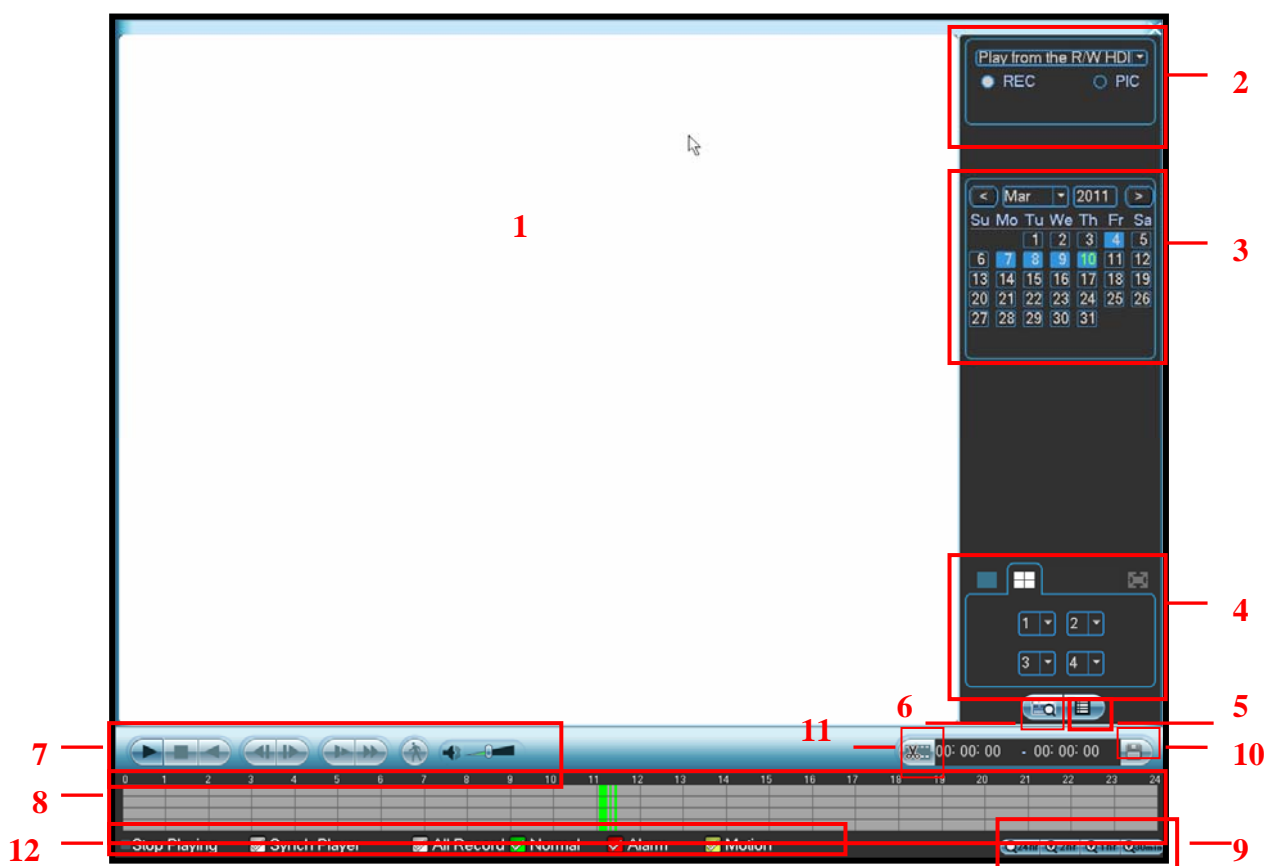 Play from the R/W HDI
REC PIC
2
< Mar 2011 >
Su Mo Tu We Th Fr Sa
1 2 3 4 5
6 7 8 9 10 11 12
13 14 15 16 17 18 19
20 21 22 23 24 25 26
27 28 29 30 31
3
1
4
1 2
3 4
6
5
11
7
00: 00: 00 - 00: 00: 00
10
0 1 2 3 4 5 6 7 8 9 10 11 12 13 14 15 16 17 18 19 20 21 22 23 24
8
Stop Playing Synch Player All Record Normal Alarm Motion
24hr 2hr 1hr
9
12